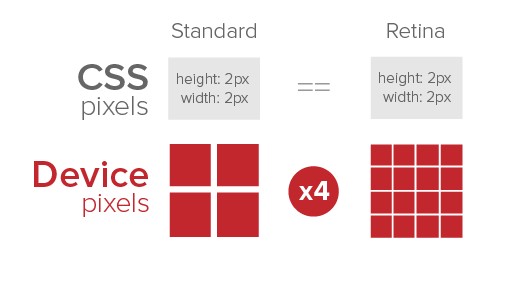 Standard
Retina
CSS
pixels
height: 2px
width: 2px
==
height: 2px
width: 2px
Device
pixels
x4